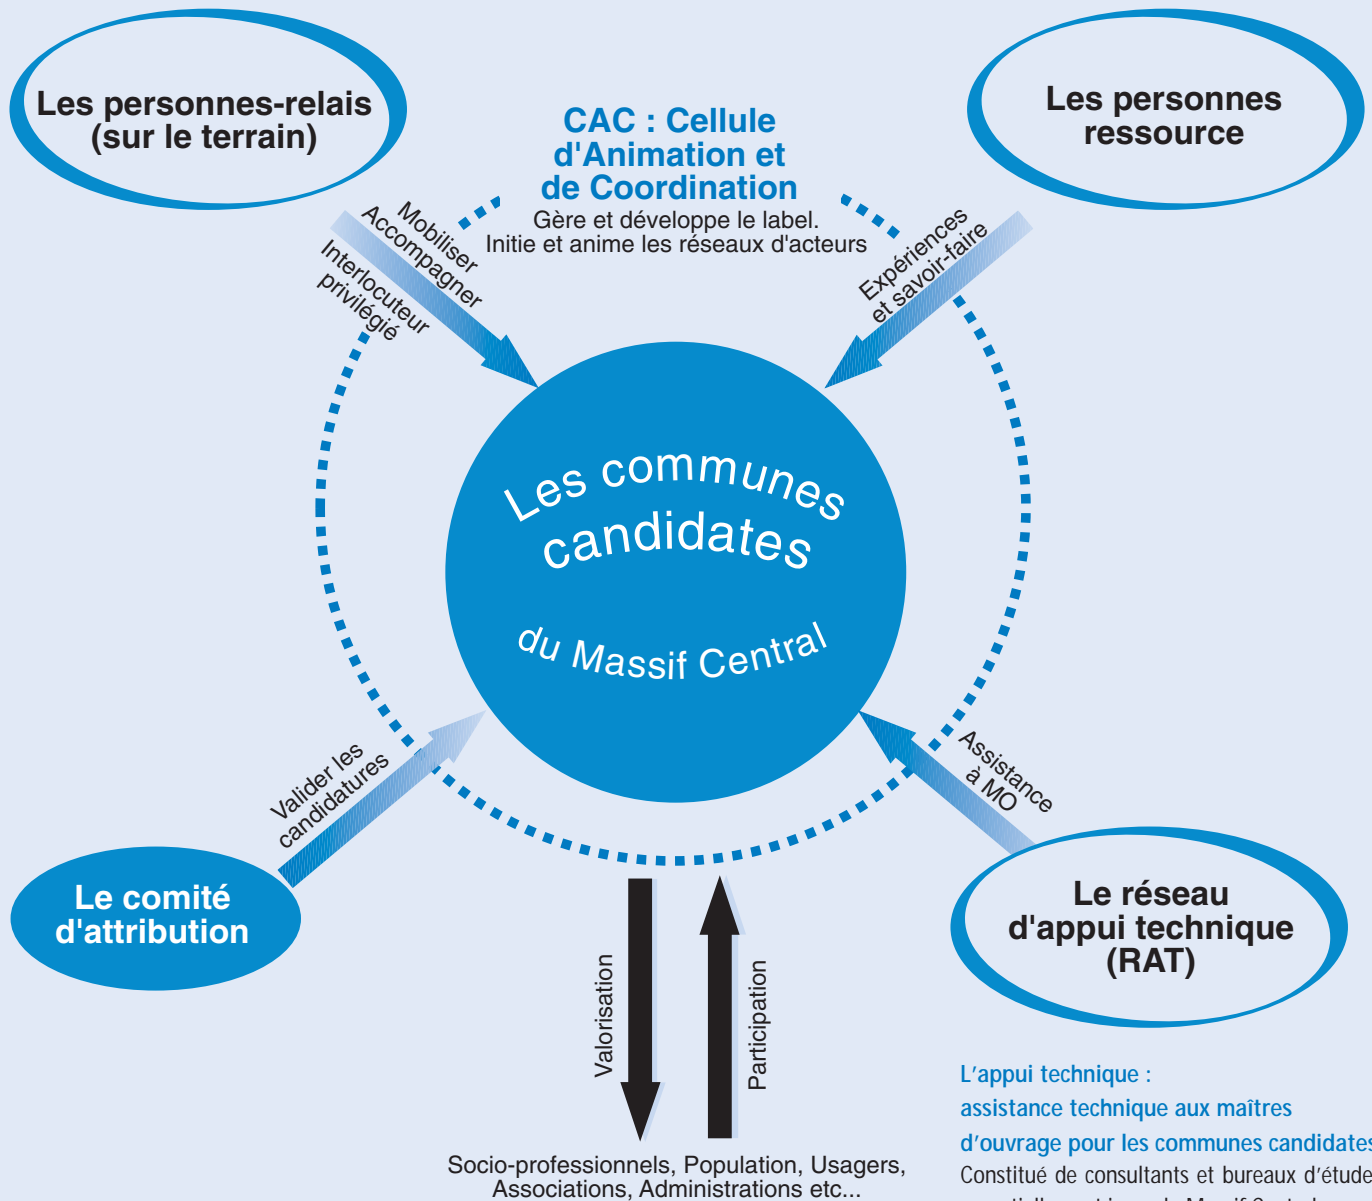 Les personnes-relais
(sur le terrain)
CAC : Cellule
d'Animation et
de Coordination
Gère et développe le label.
Initie et anime les réseaux d'acteurs
Les personnes
ressource
Mobiliser
Accompagner
Interlocuteur
privilégié
Expériences
et savoir-faire
Les communes
candidates
du Massif Central
Valider les
candidatures
Assistance
à MO
Le comité
d'attribution
Le réseau
d'appui technique
(RAT)
Valorisation
Participation
Socio-professionnels, Population, Usagers,
Associations, Administrations etc...
L'appui technique :
assistance technique aux maîtres
d'ouvrage pour les communes candidates
Constitué de consultants et bureaux d'étude